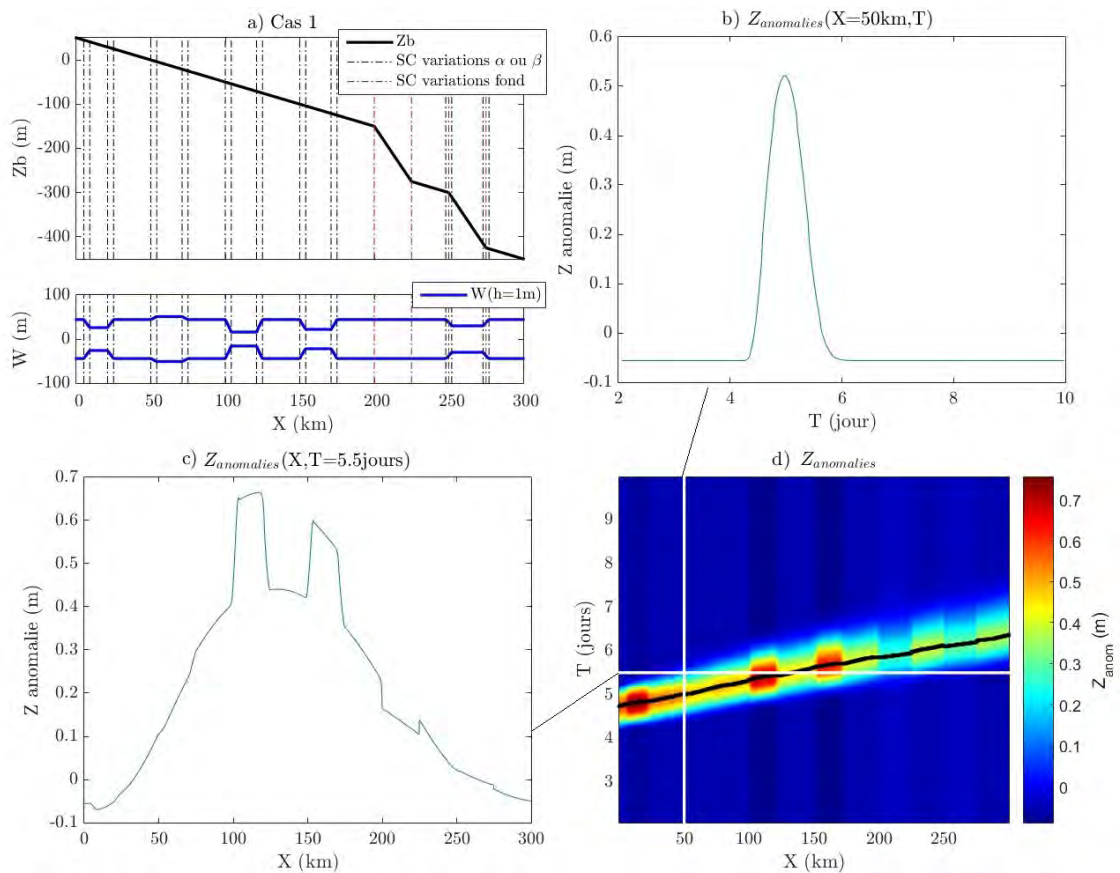 a) Cas 1
Zb
SC variations α ou β
SC variations fond
0
-100
-200
-300
-400
Zb (m)
W(h=1m)
100
0
-100
W (m)
0 50 100 150 200 250 300
X (km)
b) Z_anomalies(X=50km,T)
0.6
0.5
0.4
0.3
0.2
0.1
0
-0.1
Z anomalie (m)
2 4 6 8 10
T (jour)
c) Z_anomalies(X,T=5.5jours)
0.7
0.6
0.5
0.4
0.3
0.2
0.1
0
-0.1
Z anomalie (m)
0 50 100 150 200 250 300
X (km)
d) Z_anomalies
9
8
7
6
5
4
3
T (jours)
50 100 150 200 250
X (km)
0.7
0.6
0.5
0.4
0.3
0.2
0.1
0
Z_anom (m)